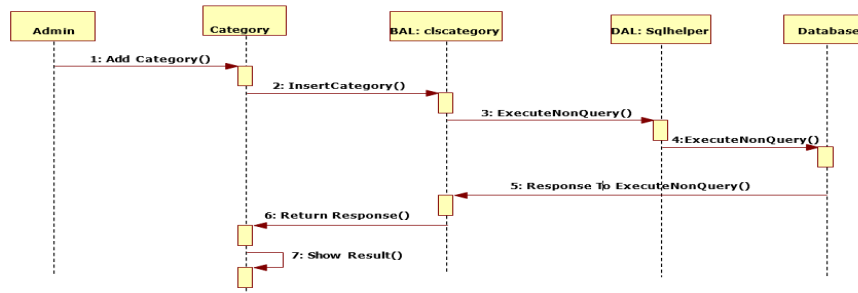 Admin
Category
BAL: clscategory
DAL: Sqlhelper
Database
1: Add Category()
2: InsertCategory()
3: ExecuteNonQuery()
4:ExecuteNonQuery()
5: Response To ExecuteNonQuery()
6: Return Response()
7: Show Result()